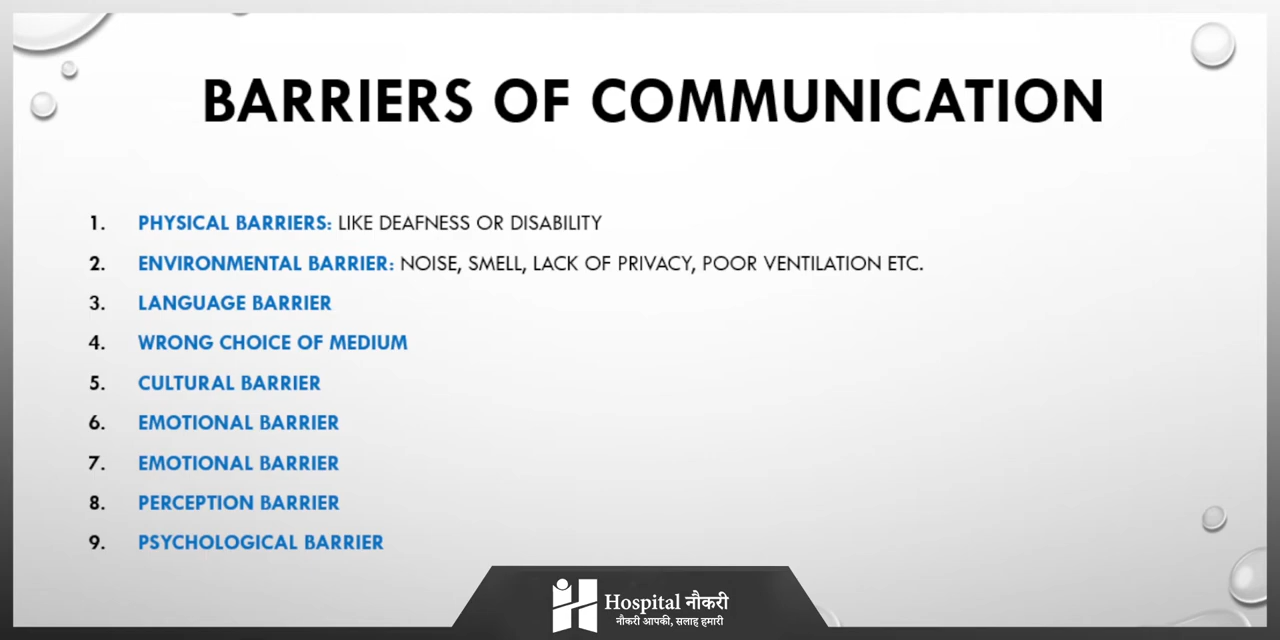 BARRIERS OF COMMUNICATION
1. PHYSICAL BARRIERS: LIKE DEAFNESS OR DISABILITY
2. ENVIRONMENTAL BARRIER: NOISE, SMELL, LACK OF PRIVACY, POOR VENTILATION ETC.
3. LANGUAGE BARRIER
4. WRONG CHOICE OF MEDIUM
5. CULTURAL BARRIER
6. EMOTIONAL BARRIER
7. EMOTIONAL BARRIER
8. PERCEPTION BARRIER
9. PSYCHOLOGICAL BARRIER
Hospital नौकरी
नौकरी आपकी, सलाह हमारी